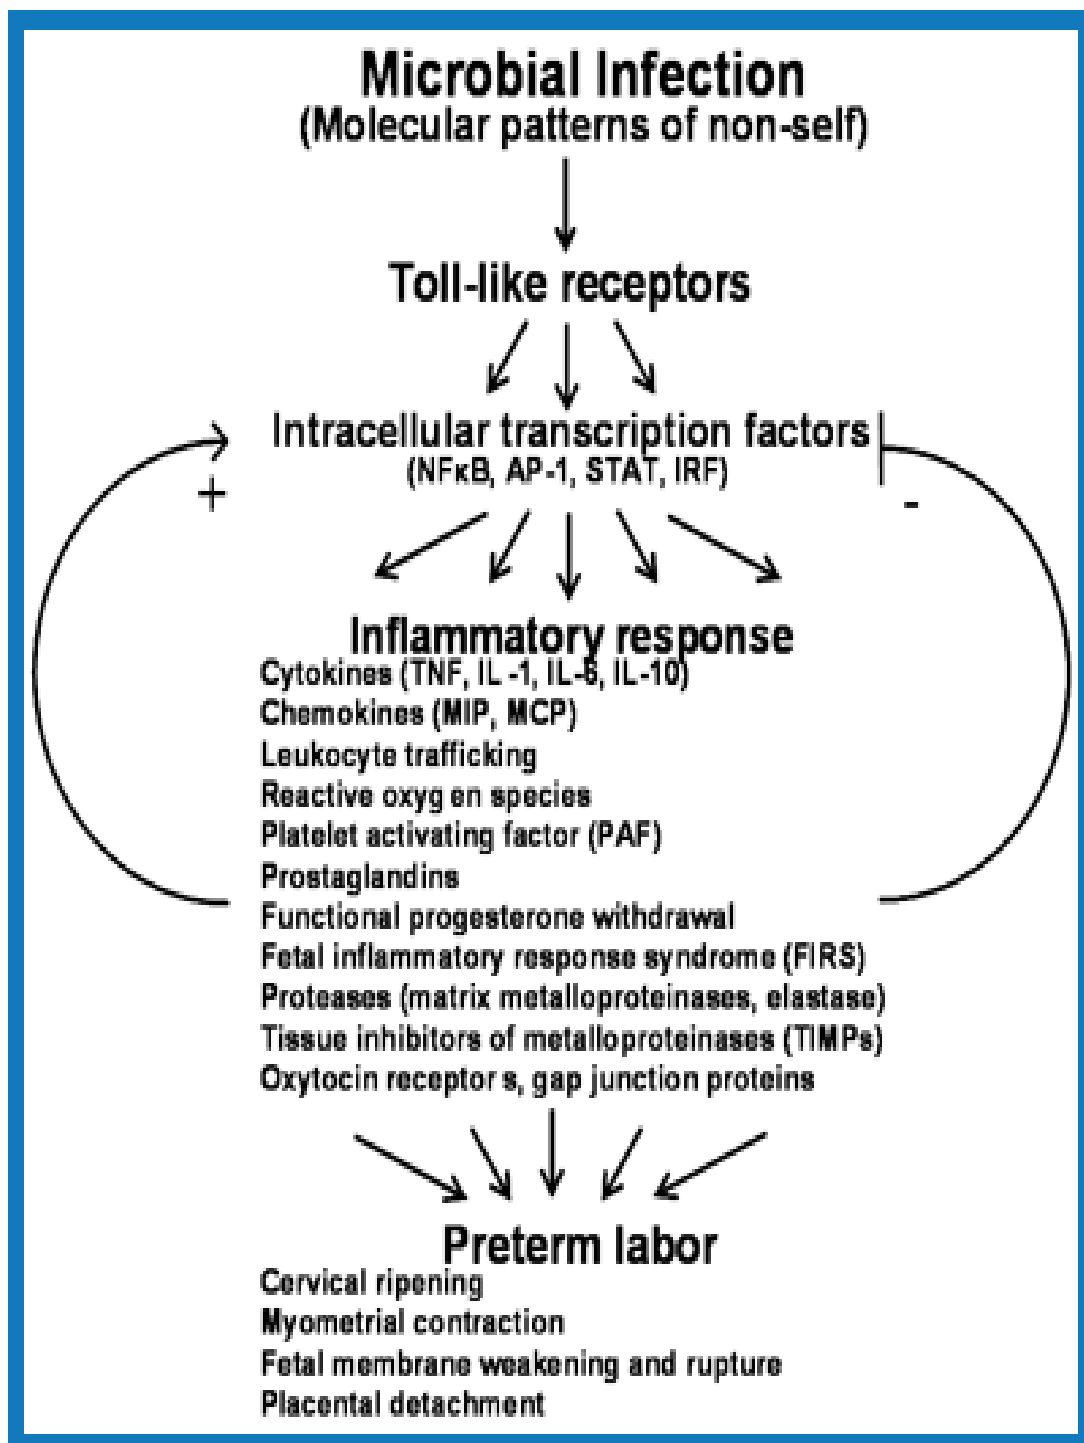 Microbial Infection
(Molecular patterns of non-self)
Toll-like receptors
Intracellular transcription factors
(NFκB, AP-1, STAT, IRF)
+
-
Inflammatory response
Cytokines (TNF, IL -1, IL-6, IL-10)
Chemokines (MIP, MCP)
Leukocyte trafficking
Reactive oxyg en species
Platelet activating factor (PAF)
Prostaglandins
Functional progesterone withdrawal
Fetal inflammatory response syndrome (FIRS)
Proteases (matrix metalloproteinases, elastase)
Tissue inhibitors of metalloproteinases (TIMPs)
Oxytocin receptor s, gap junction proteins
Preterm labor
Cervical ripening
Myometrial contraction
Fetal membrane weakening and rupture
Placental detachment